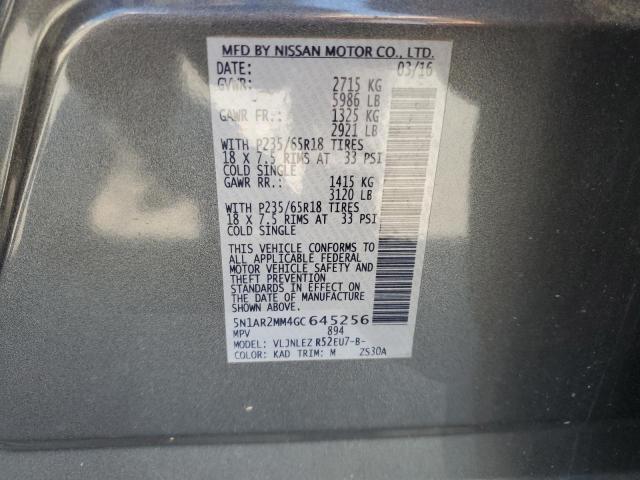 MFD BY NISSAN MOTOR CO., LTD.
DATE: 03/16
GVWR: 2715 KG
5986 LB
GAWR FR.: 1325 KG
2921 LB
WITH P235/65R18 TIRES
18 X 7.5 RIMS AT 33 PSI
COLD SINGLE
GAWR RR.: 1415 KG
3120 LB
WITH P235/65R18 TIRES
18 X 7.5 RIMS AT 33 PSI
COLD SINGLE
THIS VEHICLE CONFORMS TO
ALL APPLICABLE FEDERAL
MOTOR VEHICLE SAFETY AND
THEFT PREVENTION
STANDARDS IN EFFECT ON
THE DATE OF MANUFACTURE
SHOWN ABOVE.
5N1AR2MM4GC645256
MPV 894
MODEL: VLJNLEZ R52EU7-B-
COLOR: KAD TRIM: M ZS30A